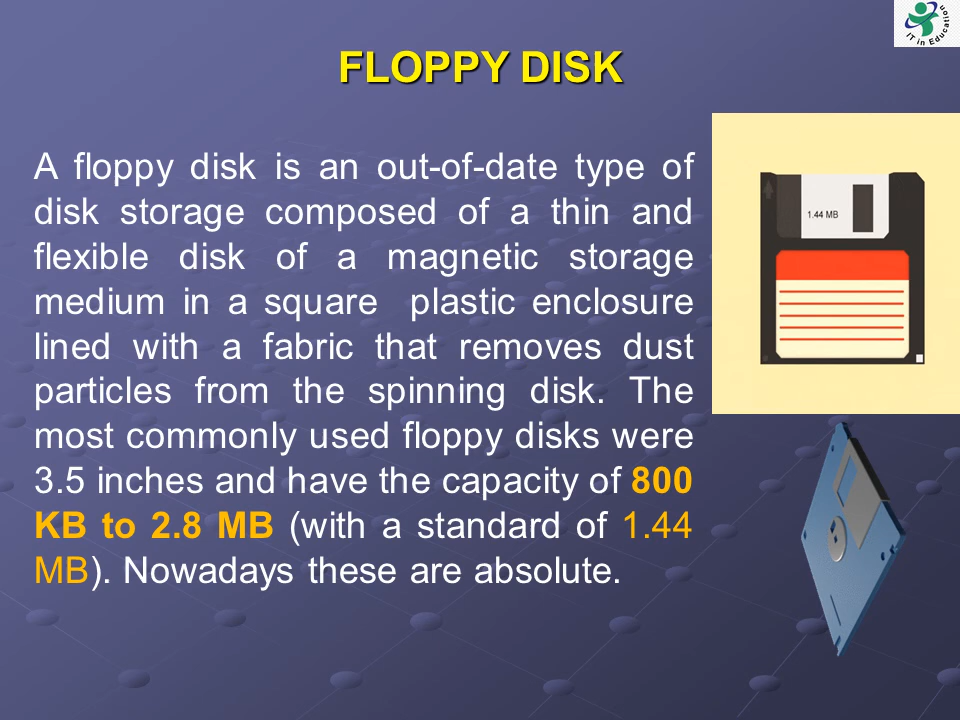 IT in Education
FLOPPY DISK
A floppy disk is an out-of-date type of
disk storage composed of a thin and
flexible disk of a magnetic storage
medium in a square plastic enclosure
lined with a fabric that removes dust
particles from the spinning disk. The
most commonly used floppy disks were
3.5 inches and have the capacity of 800
KB to 2.8 MB (with a standard of 1.44
MB). Nowadays these are absolute.
1.44 MB